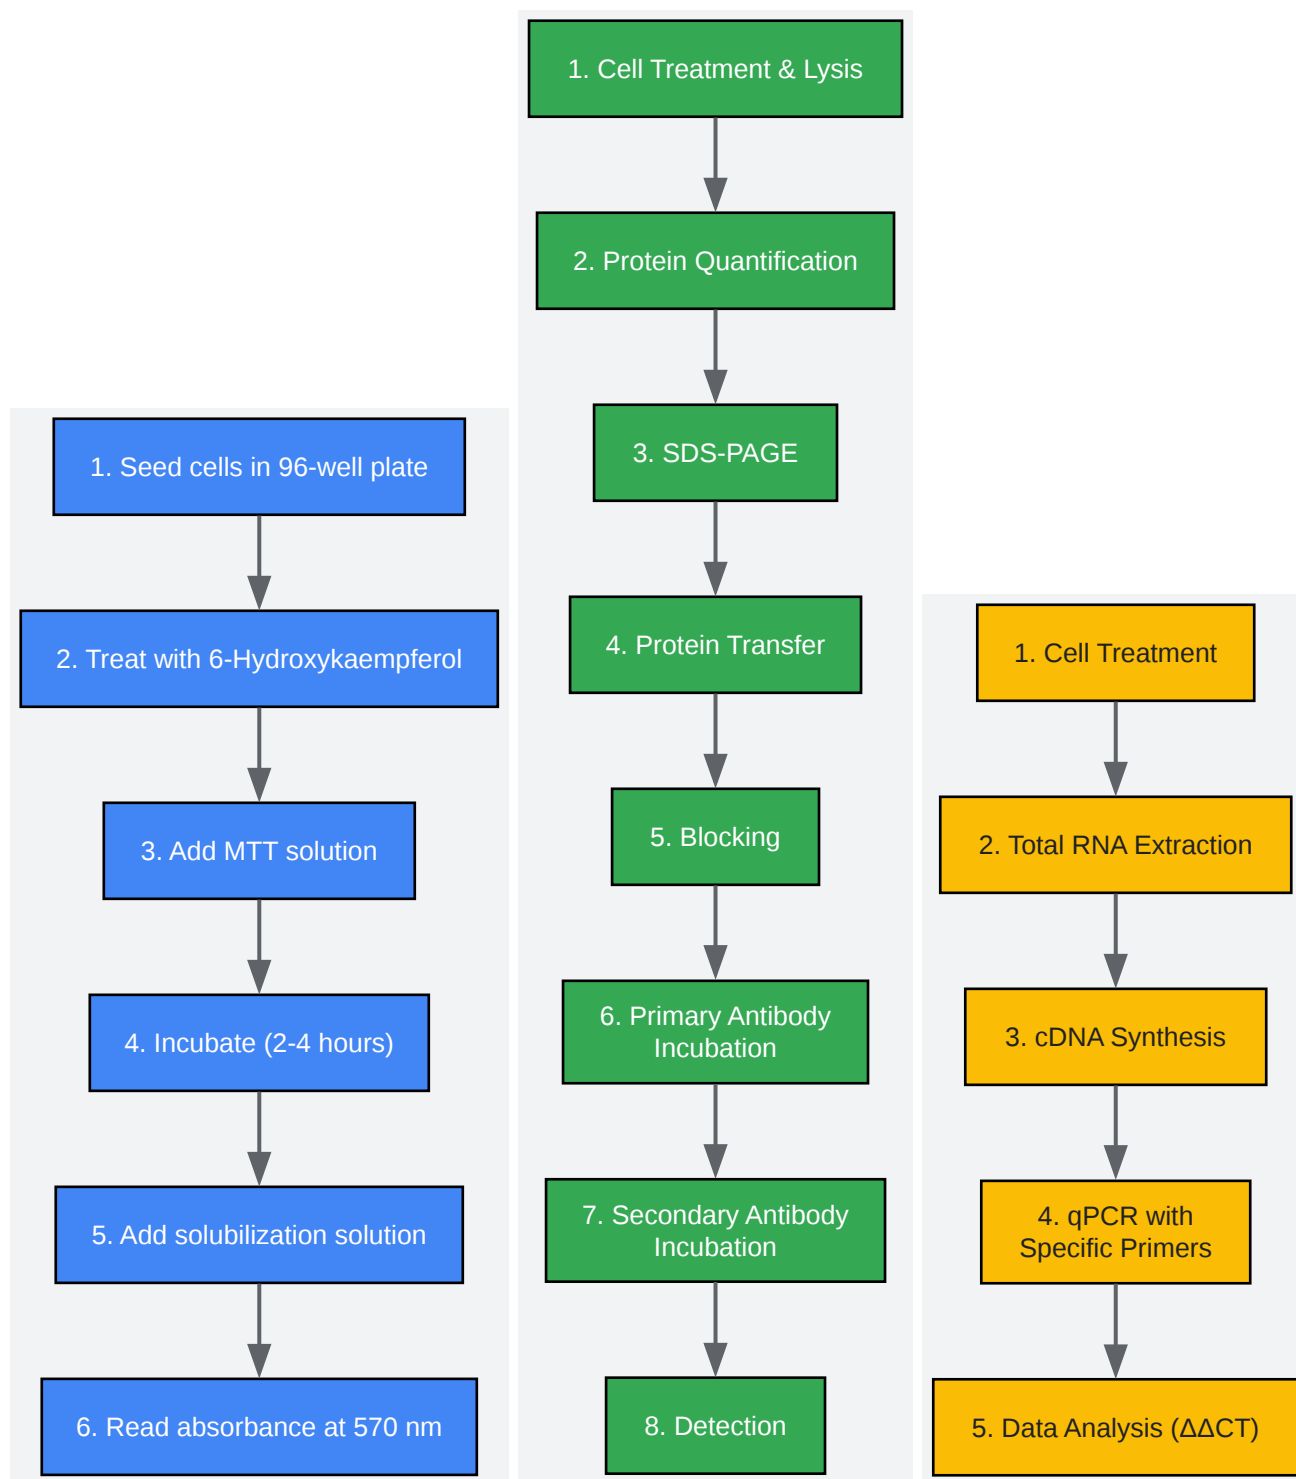 1. Seed cells in 96-well plate
2. Treat with 6-Hydroxykaempferol
3. Add MTT solution
4. Incubate (2-4 hours)
5. Add solubilization solution
6. Read absorbance at 570 nm
1. Cell Treatment & Lysis
2. Protein Quantification
3. SDS-PAGE
4. Protein Transfer
5. Blocking
6. Primary Antibody
Incubation
7. Secondary Antibody
Incubation
8. Detection
1. Cell Treatment
2. Total RNA Extraction
3. cDNA Synthesis
4. qPCR with
Specific Primers
5. Data Analysis (ΔΔCT)